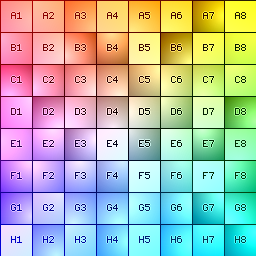 A1 A2 A3 A4 A5 A6 A7 A8
B1 B2 B3 B4 B5 B6 B7 B8
C1 C2 C3 C4 C5 C6 C7 C8
D1 D2 D3 D4 D5 D6 D7 D8
E1 E2 E3 E4 E5 E6 E7 E8
F1 F2 F3 F4 F5 F6 F7 F8
G1 G2 G3 G4 G5 G6 G7 G8
H1 H2 H3 H4 H5 H6 H7 H8